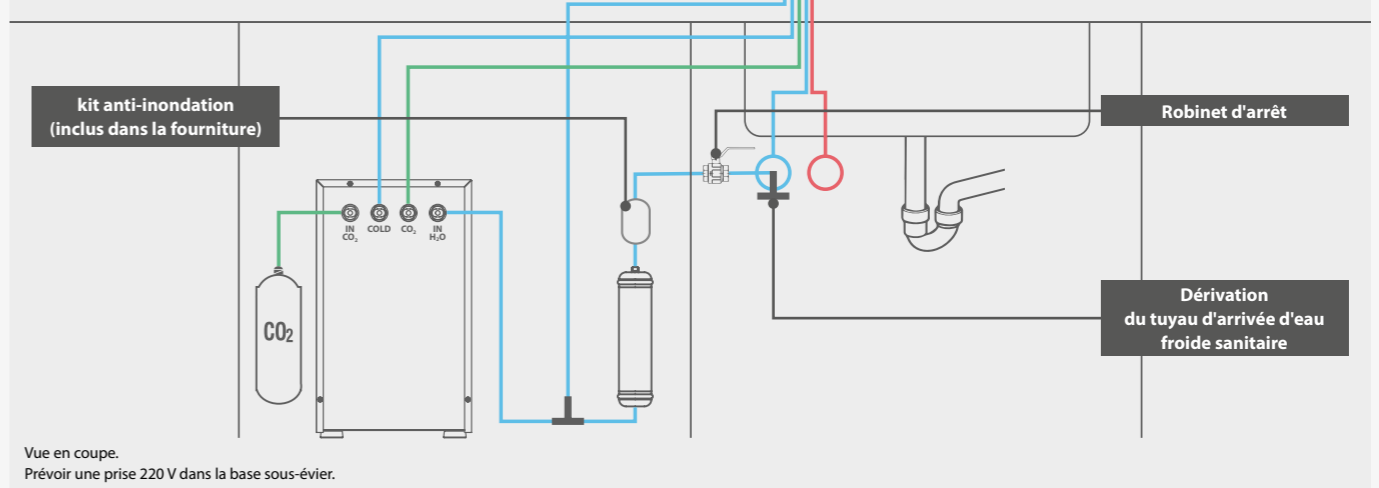 kit anti-inondation
(inclus dans la fourniture)
Robinet d'arrêt
IN
CO₂
COLD
CO₂
IN
H₂O
CO₂
Dérivation
du tuyau d'arrivée d'eau
froide sanitaire
Vue en coupe.
Prévoir une prise 220 V dans la base sous-évier.